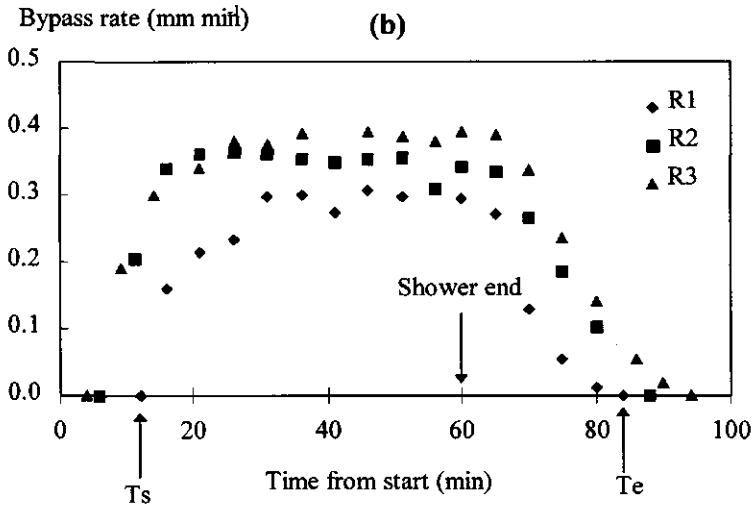 Bypass rate (mm mitl)
(b)
0.5
0.4
0.3
0.2
0.1
0.0
R1
R2
R3
Shower end
0 20 40 60 80 100
Ts
Time from start (min)
Te